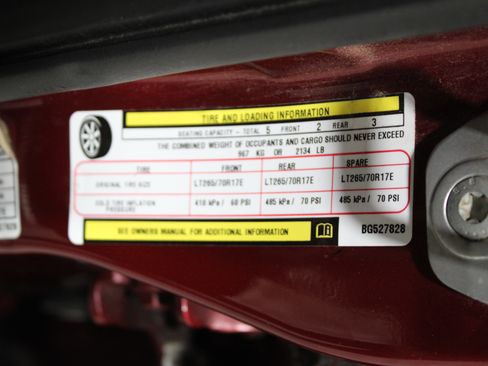 TIRE AND LOADING INFORMATION
SEATING CAPACITY - TOTAL 5 FRONT 2 REAR 3
THE COMBINED WEIGHT OF OCCUPANTS AND CARGO SHOULD NEVER EXCEED
967 KG OR 2134 LB
TIRE FRONT REAR SPARE
ORIGINAL TIRE SIZE LT265/70R17E LT265/70R17E LT265/70R17E
COLD TIRE INFLATION PRESSURE 410 kPa / 60 PSI 485 kPa / 70 PSI 485 kPa / 70 PSI
SEE OWNERS MANUAL FOR ADDITIONAL INFORMATION BG527828